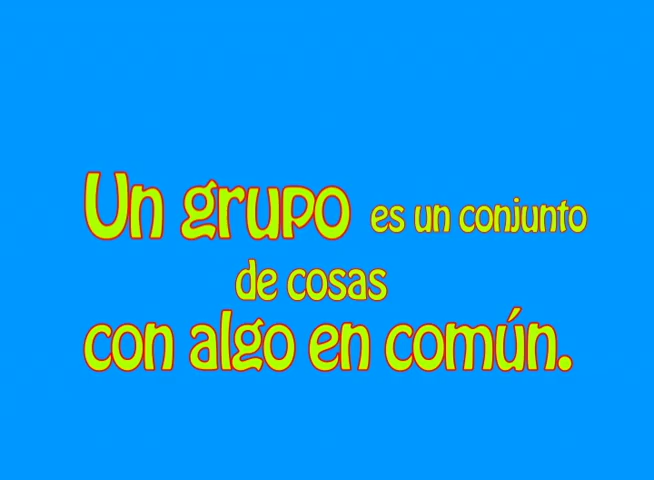 Un grupo es un conjunto
de cosas
con algo en común.